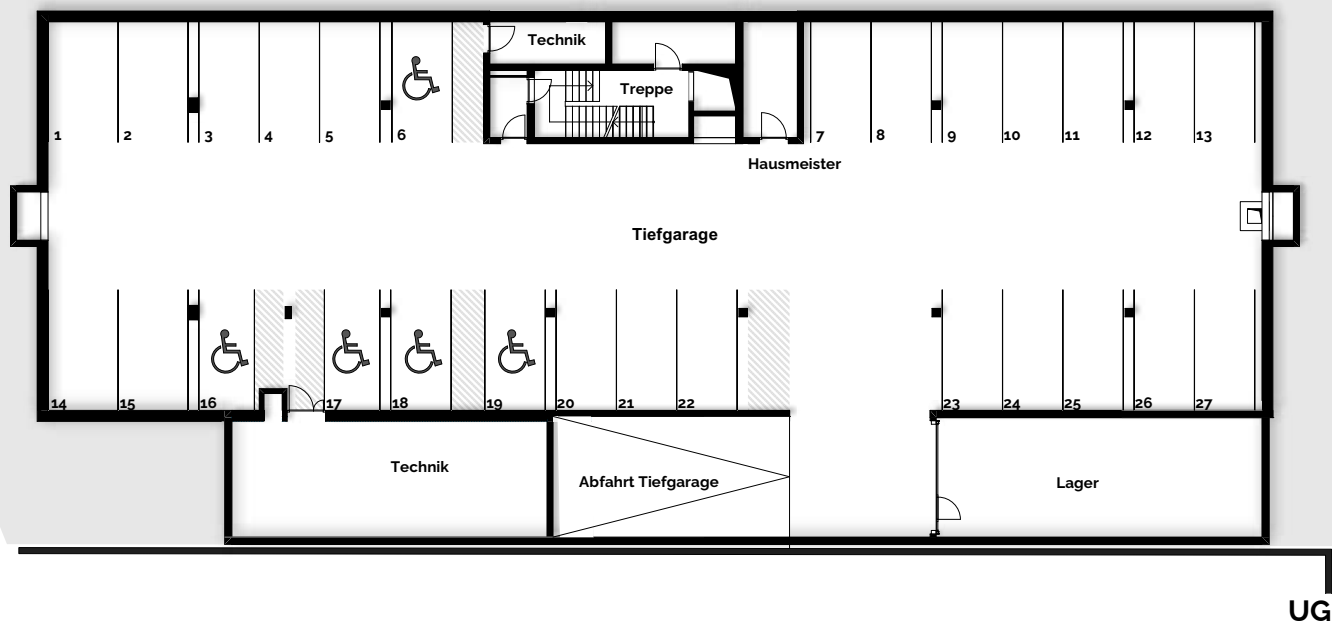 Technik
Treppe
1 2 3 4 5 6 7 8 9 10 11 12 13
Hausmeister
Tiefgarage
14 15 16 17 18 19 20 21 22 23 24 25 26 27
Technik
Abfahrt Tiefgarage
Lager
UG